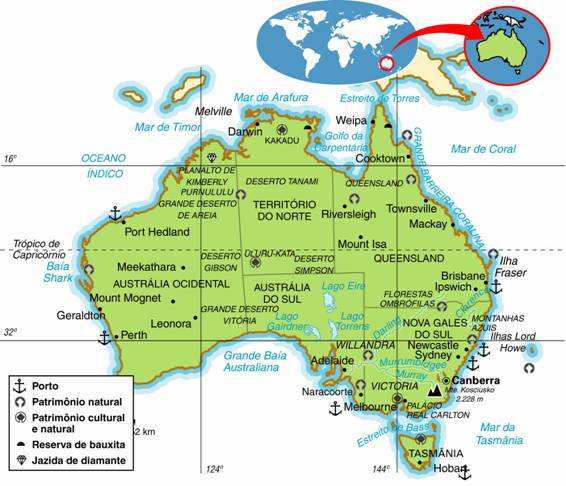 Mar de Arafura
Estreito de Torres
Melville
Weipa
Mar de Timor
Darwin
KAKADU
Golfo da
Carpentária
Mar de Coral
OCEANO
ÍNDICO
16º
Cooktown
GRANDE BARREIRA CORALINA
PLANALTO DE
KIMBERLY
PURNULULU
GRANDE DESERTO
DE AREIA
DESERTO TANAMI
QUEENSLAND
TERRITÓRIO
DO NORTE
Riversleigh
Townsville
Mackay
Port Hedland
Mount Isa
Trópico de
Capricórnio
Baía
Shark
Meekathara
DESERTO
GIBSON
ULURU-KATA
DESERTO
SIMPSON
QUEENSLAND
Ilha
Fraser
Brisbane
Ipswich
AUSTRÁLIA OCIDENTAL
Mount Mognet
AUSTRÁLIA
DO SUL
Lago Eire
FLORESTAS
OMBRÓFILAS
Clarence
Geraldton
Leonora
GRANDE DESERTO
VITÓRIA
Lago
Gairdner
Lago
Torrens
Darling
NOVA GALES
DO SUL
MONTANHAS
AZUIS
Ilhas Lord
Howe
32º
Perth
WILLANDRA
Newcastle
Sydney
Grande Baía
Australiana
Adelaide
Murrumbidgee
Murray
Canberra
Mte. Kosciusko
2.228 m
Naracoorte
VICTORIA
Melbourne
PALÁCIO
REAL CARLTON
Estreito de Bass
Mar da
Tasmânia
TASMÂNIA
Hobart
Porto
Patrimônio natural
Patrimônio cultural
e natural
Reserva de bauxita
Jazida de diamante
52 km
124º
144º